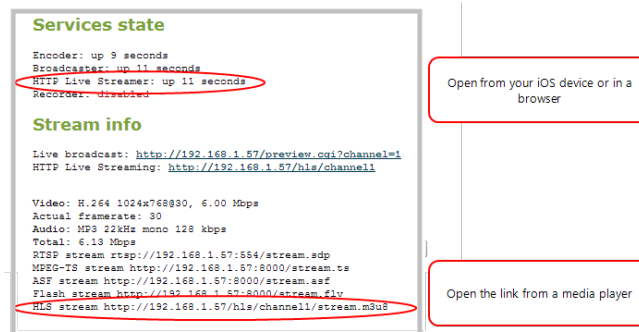 Services state
Encoder: up 9 seconds
Broadcaster: up 11 seconds
HTTP Live Streamer: up 11 seconds
Recorder: disabled
Open from your iOS device or in a
browser
Stream info
Live broadcast: http://192.168.1.57/preview.cgi?channel=1
HTTP Live Streaming: http://192.168.1.57/hls/channel1
Video: H.264 1024x768@30, 6.00 Mbps
Actual framerate: 30
Audio: MP3 22kHz mono 128 kbps
Total: 6.13 Mbps
RTSP stream rtsp://192.168.1.57:554/stream.sdp
MPEG-TS stream http://192.168.1.57:8000/stream.ts
ASF stream http://192.168.1.57:8000/stream.asf
Flash stream http://192.168.1.57:8000/stream.flv
HLS stream http://192.168.1.57/hls/channel1/stream.m3u8
Open the link from a media player